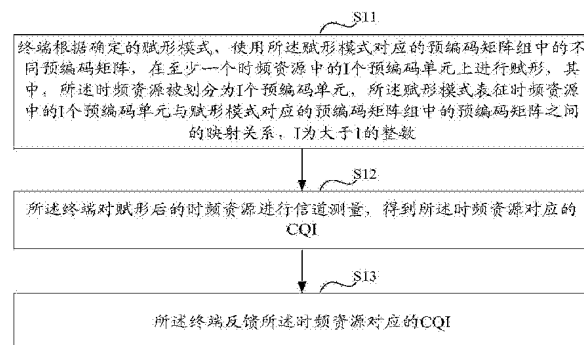 S11
终端根据确定的赋形模式、使用所述赋形模式对应的预编码矩阵组中的不
同预编码矩阵,在至少一个时频资源中的I个预编码单元上进行赋形,其
中,所述时频资源被划分为I个预编码单元,所述赋形模式表征时频资源
中的I个预编码单元与赋形模式对应的预编码矩阵组中的预编码矩阵之间
的映射关系,I为大于1的整数
S12
所述终端对赋形后的时频资源进行信道测量,得到所述时频资源对应的
CQI
S13
所述终端反馈所述时频资源对应的CQI